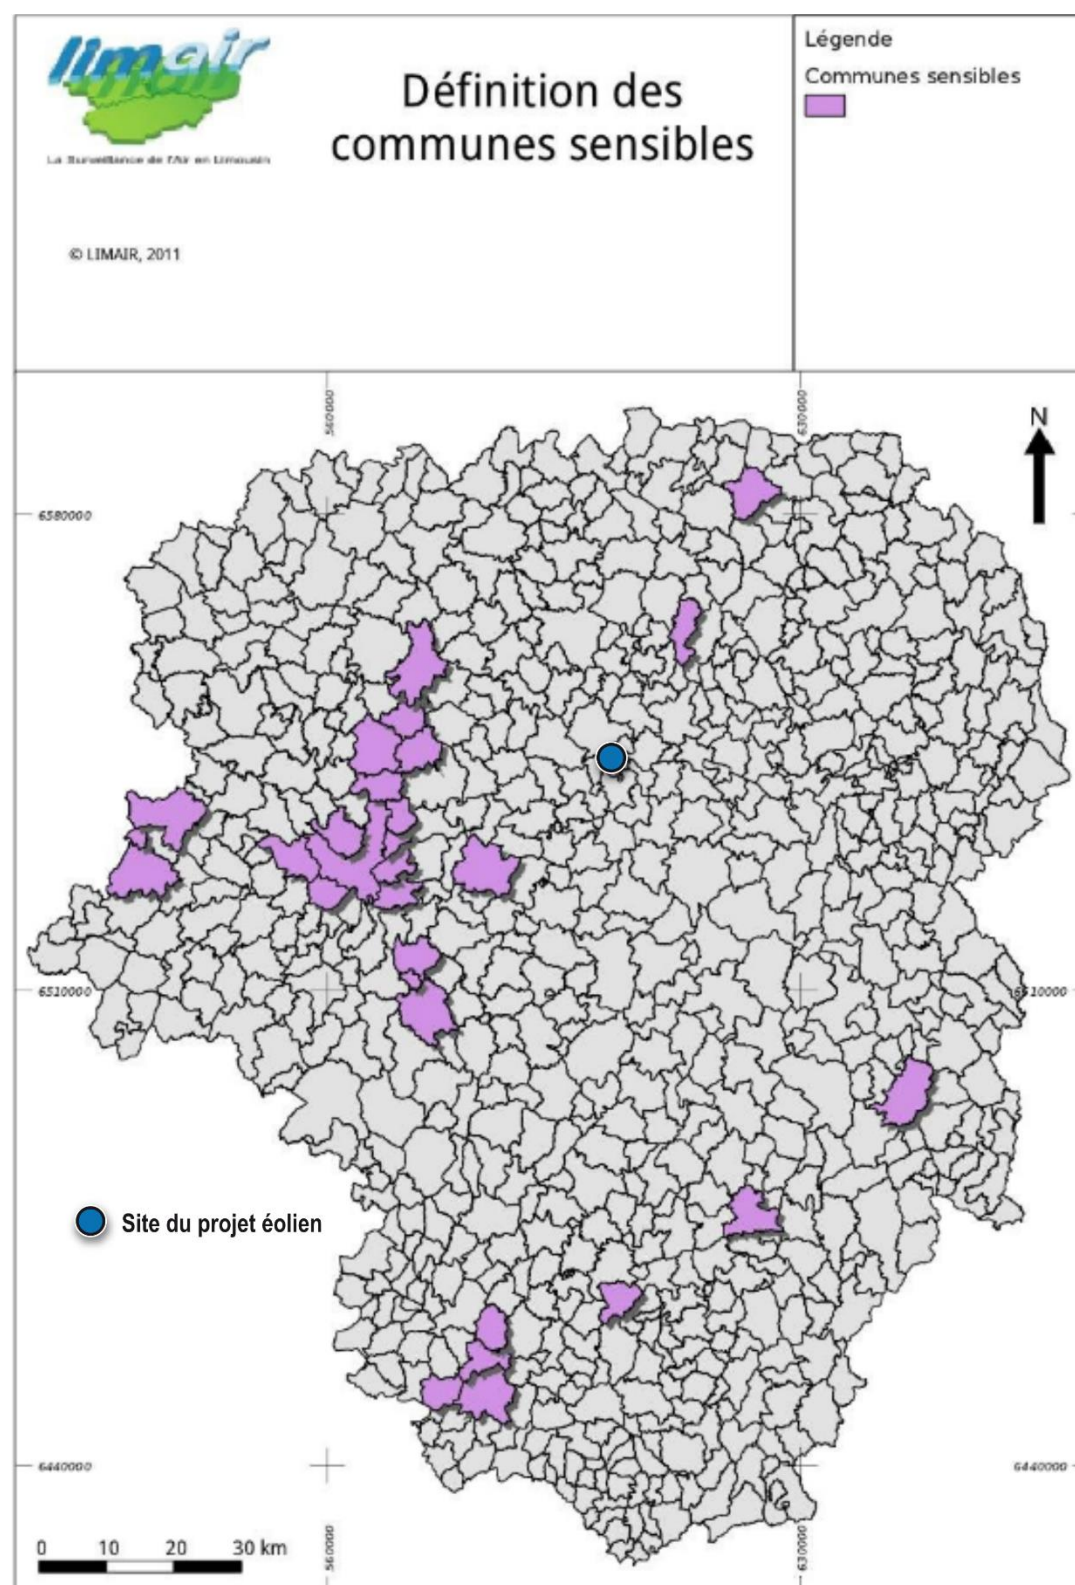 limair
La Surveillance de l'Air en Limousin
© LIMAIR, 2011
Définition des
communes sensibles
Légende
Communes sensibles
560000
630000
N
6580000
6510000
6510000
Site du projet éolien
6440000
6440000
560000
630000
0 10 20 30 km